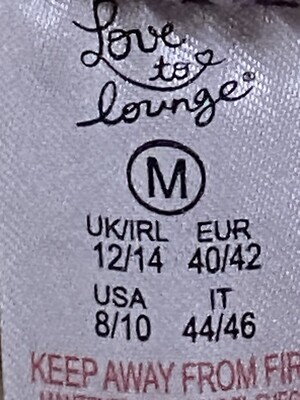 Love
to
lounge®
M
UK/IRL EUR
12/14 40/42
USA IT
8/10 44/46
KEEP AWAY FROM FIR